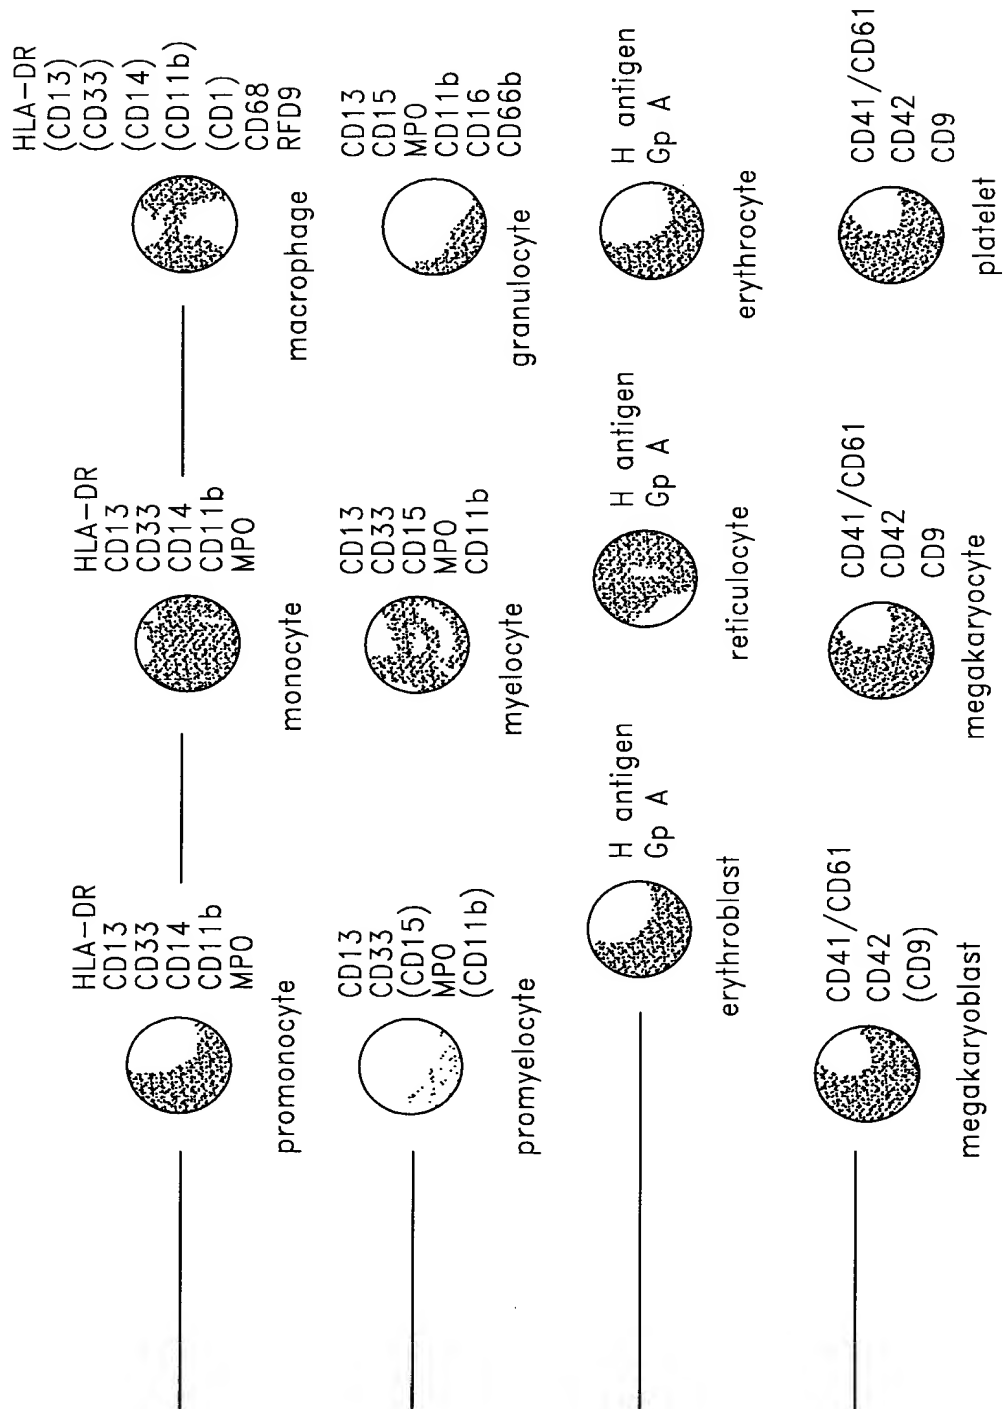 HLA-DR
CD13
CD33
CD14
CD11b
MPO
promonocyte
HLA-DR
CD13
CD33
CD14
CD11b
MPO
monocyte
HLA-DR
(CD13)
(CD33)
(CD14)
(CD11b)
(CD1)
CD68
RFD9
macrophage
CD13
CD33
(CD15)
MPO
(CD11b)
promyelocyte
CD13
CD33
CD15
MPO
CD11b
myelocyte
CD13
CD15
MPO
CD11b
CD16
CD66b
granulocyte
H antigen
Gp A
erythroblast
H antigen
Gp A
reticulocyte
H antigen
Gp A
erythrocyte
CD41/CD61
CD42
(CD9)
megakaryoblast
CD41/CD61
CD42
CD9
megakaryocyte
CD41/CD61
CD42
CD9
platelet